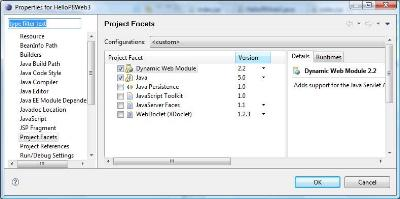 Properties for HelloPBWeb3
type filter text
Resource
BeanInfo Path
Builders
Java Build Path
Java Code Style
Java Compiler
Java Editor
Java EE Module Depende
Javadoc Location
JavaScript
JSP Fragment
Project Facets
Project References
Run/Debug Settings
Project Facets
Configurations: <custom>
Project Facet Version
Dynamic Web Module 2.2
Java 5.0
Java Persistence 1.0
JavaScript Toolkit 1.0
JavaServer Faces 1.1
WebDoclet (XDoclet) 1.2.3
Details Runtimes
Dynamic Web Module 2.2
Adds support for the Java Servlet
OK Cancel